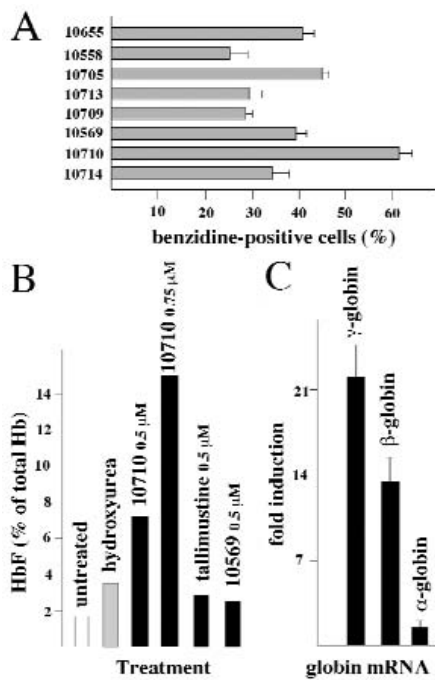 A
10655
10558
10705
10713
10709
10569
10710
10714
10 20 30 40 50 60
benzidine-positive cells (%)
B
HbF (% of total Hb)
14
12
10
8
6
4
2
untreated
hydroxyurea
10710 0.5 µM
10710 0.75 µM
tallimustine 0.5 µM
10569 0.5 µM
Treatment
C
fold induction
21
14
7
γ-globin
β-globin
α-globin
globin mRNA